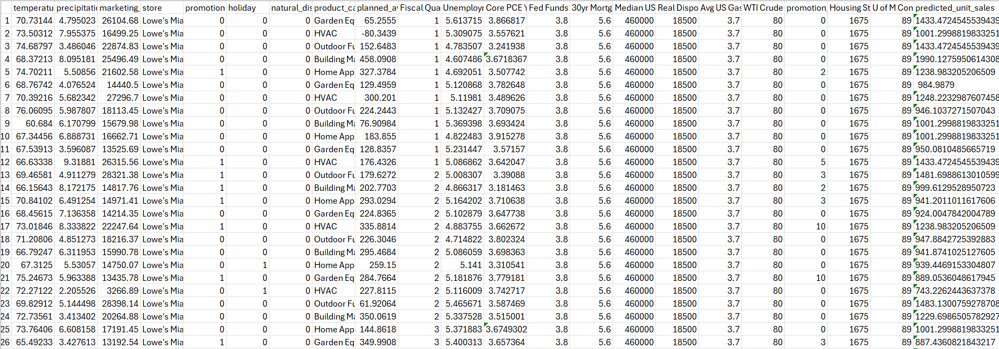 temperatu precipitati marketing_ store promotion holiday natural_dis product_ca planned_av Fiscal Qua Unemployr Core PCE Y Fed Funds 30yr Mortg Median US Real Dispo Avg US Gas WTI Crude promotion_ Housing St U of M Con predicted_unit_sales
1 70.73144 4.795023 26104.68 Lowe's Mia 0 0 0 Garden Eq 65.2555 1 5.613715 3.866817 3.8 5.6 460000 18500 3.7 80 0 1675 89 1433.4724545539439
2 73.50312 7.955375 16499.25 Lowe's Mia 0 0 0 HVAC -80.3439 1 5.309075 3.557621 3.8 5.6 460000 18500 3.7 80 0 1675 89 1001.2998819833251
3 74.68797 3.486046 22874.83 Lowe's Mia 0 0 0 Outdoor Fu 152.6483 1 4.783507 3.241938 3.8 5.6 460000 18500 3.7 80 0 1675 89 1433.4724545539439
4 68.37213 8.095181 25496.49 Lowe's Mia 0 0 0 Building Ma 458.0908 1 4.607486 3.6718367 3.8 5.6 460000 18500 3.7 80 0 1675 89 1990.1275950614308
5 74.70211 5.50856 21602.58 Lowe's Mia 1 0 0 Home App 327.3784 1 4.692051 3.507742 3.8 5.6 460000 18500 3.7 80 2 1675 89 1238.983205206509
6 68.76742 4.076524 14440.5 Lowe's Mia 0 0 0 Garden Eq 129.4959 1 5.120868 3.782648 3.8 5.6 460000 18500 3.7 80 0 1675 89 984.9879
7 70.39216 5.682342 27296.7 Lowe's Mia 0 0 0 HVAC 300.201 1 5.11981 3.489626 3.8 5.6 460000 18500 3.7 80 0 1675 89 1248.2232987607458
8 76.06095 5.987807 18113.45 Lowe's Mia 0 0 0 Outdoor Fu 224.2443 1 5.132427 3.709075 3.8 5.6 460000 18500 3.7 80 0 1675 89 946.1037271507043
9 60.684 6.170799 15679.98 Lowe's Mia 0 0 0 Building Ma 76.90984 1 5.369398 3.693424 3.8 5.6 460000 18500 3.7 80 0 1675 89 1001.2998819833251
10 67.34456 6.888731 16662.71 Lowe's Mia 0 0 0 Home App 183.855 1 4.822483 3.915278 3.8 5.6 460000 18500 3.7 80 0 1675 89 1001.2998819833251
11 67.53913 3.596087 13525.69 Lowe's Mia 0 0 0 Garden Eq 128.8357 1 5.231447 3.57157 3.8 5.6 460000 18500 3.7 80 0 1675 89 950.0810485665719
12 66.63338 9.31881 26315.56 Lowe's Mia 1 0 0 HVAC 176.4326 1 5.086862 3.642047 3.8 5.6 460000 18500 3.7 80 5 1675 89 1433.4724545539439
13 69.46581 4.911279 28321.38 Lowe's Mia 1 0 0 Outdoor Fu 179.6272 2 5.008307 3.39088 3.8 5.6 460000 18500 3.7 80 3 1675 89 1481.6988613010599
14 66.15643 8.172175 14817.76 Lowe's Mia 1 0 0 Building Ma 202.7703 2 4.866317 3.181463 3.8 5.6 460000 18500 3.7 80 2 1675 89 999.6129528950723
15 70.84102 6.491254 14971.41 Lowe's Mia 1 0 0 Home App 293.0294 2 5.164202 3.710638 3.8 5.6 460000 18500 3.7 80 3 1675 89 941.2011011617606
16 68.45615 7.136358 14214.35 Lowe's Mia 0 0 0 Garden Eq 224.8365 2 5.102879 3.647738 3.8 5.6 460000 18500 3.7 80 0 1675 89 924.0047842004789
17 73.01846 8.333822 22247.64 Lowe's Mia 1 0 0 HVAC 335.8814 2 4.883755 3.662672 3.8 5.6 460000 18500 3.7 80 10 1675 89 1238.983205206509
18 71.20806 4.851273 18216.37 Lowe's Mia 0 0 0 Outdoor Fu 226.3046 2 4.714822 3.802324 3.8 5.6 460000 18500 3.7 80 0 1675 89 947.8842725392883
19 66.79247 6.311953 15990.78 Lowe's Mia 0 0 0 Building Ma 295.4684 2 5.086059 3.698363 3.8 5.6 460000 18500 3.7 80 0 1675 89 941.8741025127605
20 67.3125 5.53057 14750.07 Lowe's Mia 0 1 0 Home App 259.15 2 5.141 3.310541 3.8 5.6 460000 18500 3.7 80 0 1675 89 939.4469153304807
21 75.24673 5.963388 13435.78 Lowe's Mia 1 0 0 Garden Eq 284.7664 2 5.181876 3.779181 3.8 5.6 460000 18500 3.7 80 10 1675 89 889.0536048617945
22 72.27122 2.205526 3266.89 Lowe's Mia 0 1 0 HVAC 227.8115 2 5.116009 3.742717 3.8 5.6 460000 18500 3.7 80 0 1675 89 743.2262443637378
23 69.82912 5.144498 28398.14 Lowe's Mia 0 0 0 Outdoor Fu 61.92064 2 5.465671 3.587469 3.8 5.6 460000 18500 3.7 80 0 1675 89 1483.1300759278708
24 72.73561 3.413402 20264.88 Lowe's Mia 0 0 0 Building Ma 350.0619 2 5.337528 3.515001 3.8 5.6 460000 18500 3.7 80 0 1675 89 1229.6986505782927
25 73.76406 6.608158 17191.45 Lowe's Mia 0 0 0 Home App 144.8618 3 5.371883 3.6749302 3.8 5.6 460000 18500 3.7 80 0 1675 89 1001.2998819833251
26 65.49233 3.427613 13192.54 Lowe's Mia 1 0 0 Garden Eq 349.9908 3 5.400313 3.657364 3.8 5.6 460000 18500 3.7 80 3 1675 89 887.4360821843217